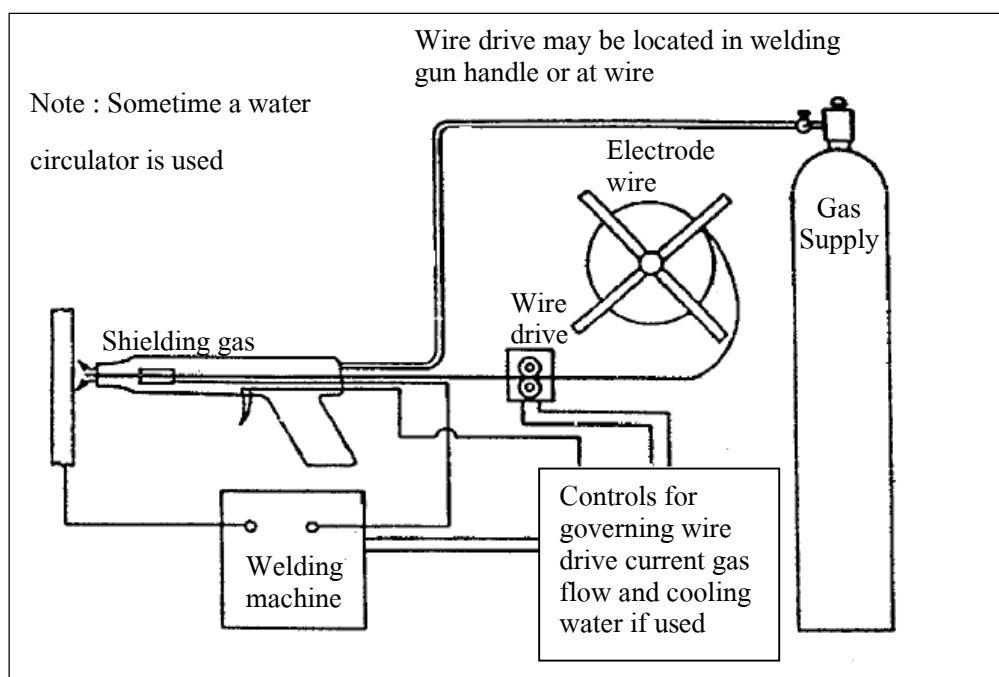 Wire drive may be located in welding
gun handle or at wire
Note : Sometime a water
circulator is used
Electrode
wire
Gas
Supply
Wire
drive
Shielding gas
Controls for
governing wire
drive current gas
flow and cooling
water if used
Welding
machine